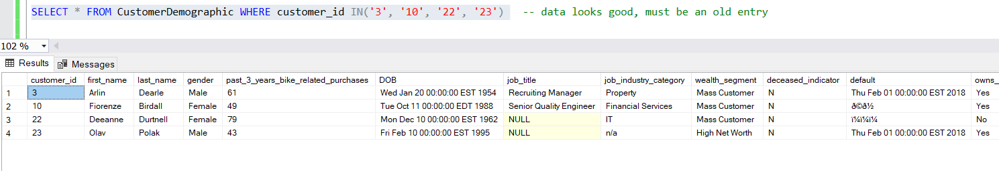 SELECT * FROM CustomerDemographic WHERE customer_id IN('3', '10', '22', '23')  -- data looks good, must be an old entry
102 %
Results Messages
customer_id first_name last_name gender past_3_years_bike_related_purchases DOB job_title job_industry_category wealth_segment deceased_indicator default owns_
1 3 Arlin Dearle Male 61 Wed Jan 20 00:00:00 EST 1954 Recruiting Manager Property Mass Customer N Thu Feb 01 00:00:00 EST 2018 Yes
2 10 Fiorenze Birdall Female 49 Tue Oct 11 00:00:00 EDT 1988 Senior Quality Engineer Financial Services Mass Customer N ð©ð½ Yes
3 22 Deeanne Durtnell Female 79 Mon Dec 10 00:00:00 EST 1962 NULL IT Mass Customer N ï¼ï¼ï¼ No
4 23 Olav Polak Male 43 Fri Feb 10 00:00:00 EST 1995 NULL n/a High Net Worth N Thu Feb 01 00:00:00 EST 2018 Yes